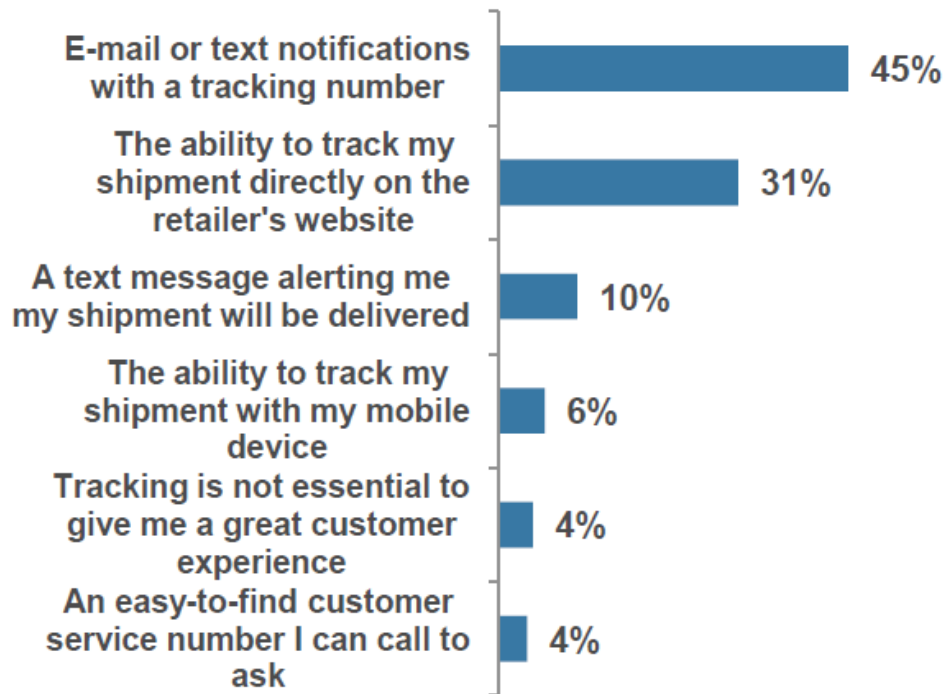 E-mail or text notifications
with a tracking number
45%
The ability to track my
shipment directly on the
retailer's website
31%
A text message alerting me
my shipment will be delivered
10%
The ability to track my
shipment with my mobile
device
6%
Tracking is not essential to
give me a great customer
experience
4%
An easy-to-find customer
service number I can call to
ask
4%